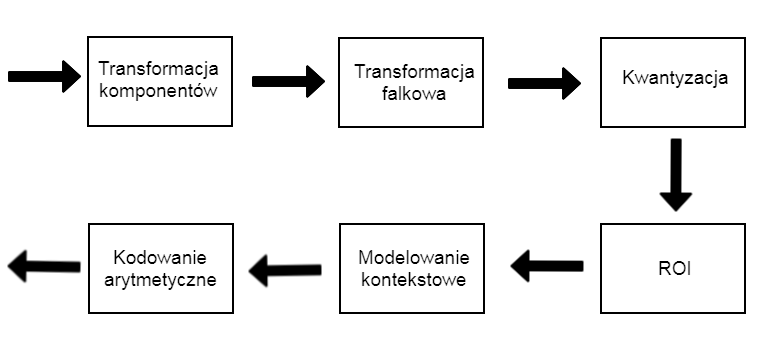 Transformacja
komponentów
Transformacja
falkowa
Kwantyzacja
ROI
Modelowanie
kontekstowe
Kodowanie
arytmetyczne